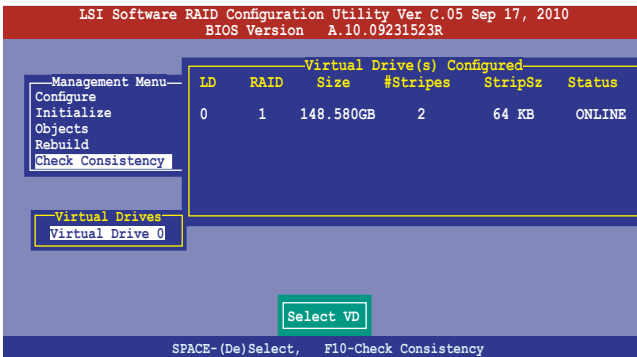 LSI Software RAID Configuration Utility Ver C.05 Sep 17, 2010
BIOS Version A.10.09231523R
Virtual Drive(s) Configured
LD RAID Size #Stripes StripSz Status
0 1 148.580GB 2 64 KB ONLINE
Management Menu
Configure
Initialize
Objects
Rebuild
Check Consistency
Virtual Drives
Virtual Drive 0
Select VD
SPACE-(De)Select, F10-Check Consistency